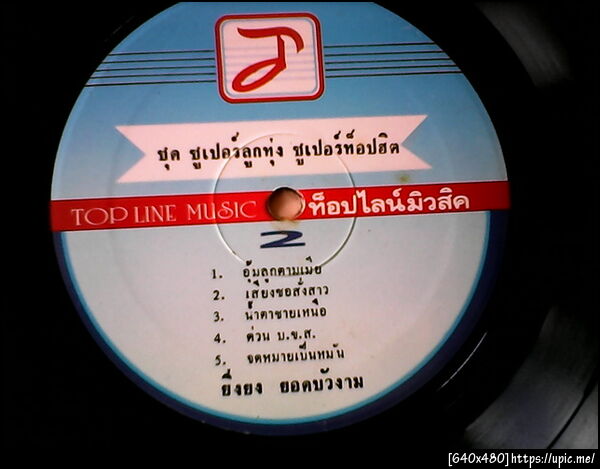 ชุด ซูเปอร์ลูกทุ่ง ซูเปอร์ท็อปฮิต
TOP LINE MUSIC ท็อปไลน์มิวสิค
2
1. อุ้มลูกตามเมีย
2. เสียงซอสั่งสาว
3. น้ำตาชายเหนือ
4. ด่วน บ.ข.ส.
5. จดหมายเป็นหมัน
ยิ่งยง ยอดบัวงาม
[640x480]https://upic.me/